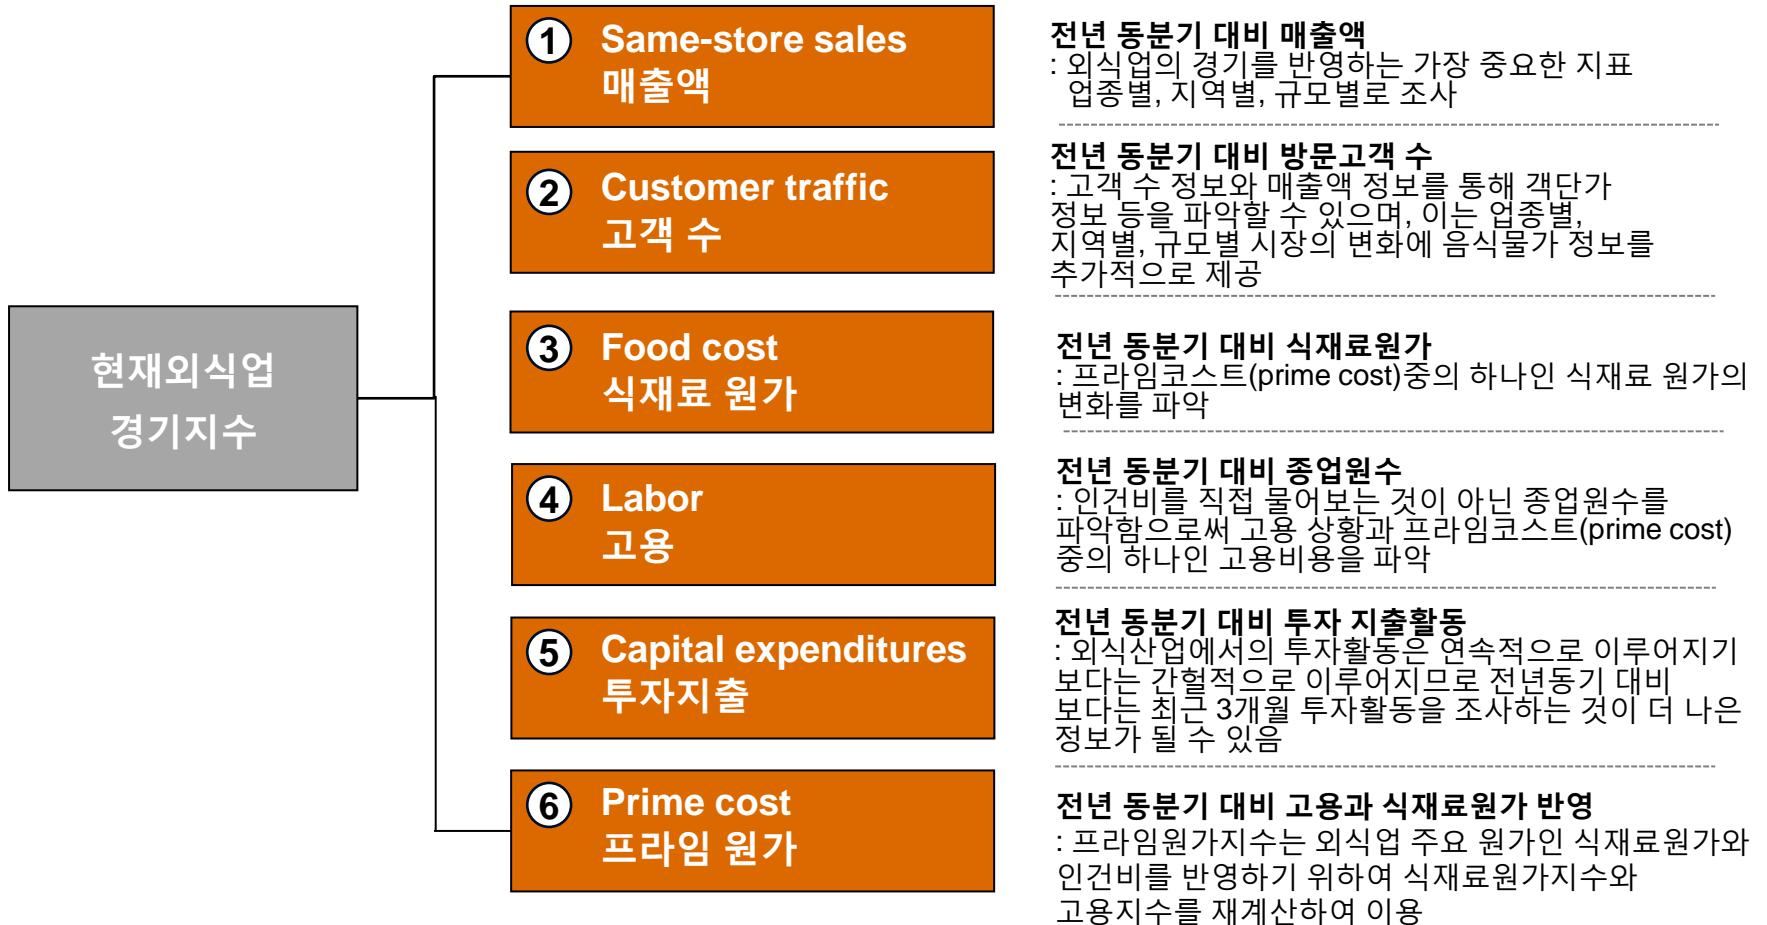 현재외식업
경기지수
① Same-store sales
매출액
전년 동분기 대비 매출액
: 외식업의 경기를 반영하는 가장 중요한 지표
업종별, 지역별, 규모별로 조사
② Customer traffic
고객 수
전년 동분기 대비 방문고객 수
: 고객 수 정보와 매출액 정보를 통해 객단가
정보 등을 파악할 수 있으며, 이는 업종별,
지역별, 규모별 시장의 변화에 음식물가 정보를
추가적으로 제공
③ Food cost
식재료 원가
전년 동분기 대비 식재료원가
: 프라임코스트(prime cost)중의 하나인 식재료 원가의
변화를 파악
④ Labor
고용
전년 동분기 대비 종업원수
: 인건비를 직접 물어보는 것이 아닌 종업원수를
파악함으로써 고용 상황과 프라임코스트(prime cost)
중의 하나인 고용비용을 파악
⑤ Capital expenditures
투자지출
전년 동분기 대비 투자 지출활동
: 외식산업에서의 투자활동은 연속적으로 이루어지기
보다는 간헐적으로 이루어지므로 전년동기 대비
보다는 최근 3개월 투자활동을 조사하는 것이 더 나은
정보가 될 수 있음
⑥ Prime cost
프라임 원가
전년 동분기 대비 고용과 식재료원가 반영
: 프라임원가지수는 외식업 주요 원가인 식재료원가와
인건비를 반영하기 위하여 식재료원가지수와
고용지수를 재계산하여 이용